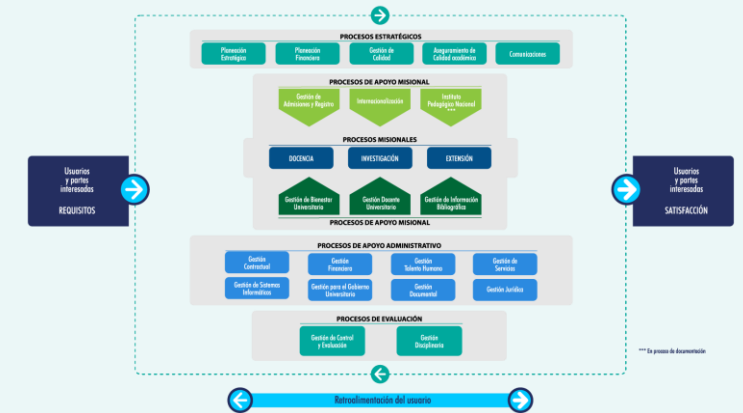 PROCESOS ESTRATÉGICOS
Planeación
Estratégica
Planeación
Financiera
Gestión de
Calidad
Aseguramiento de
Calidad académica
Comunicaciones
PROCESOS DE APOYO MISIONAL
Gestión de
Admisiones y Registro
Internacionalización
Instituto
Pedagógico Nacional
***
PROCESOS MISIONALES
DOCENCIA
INVESTIGACIÓN
EXTENSIÓN
Usuarios
y partes
interesadas
REQUISITOS
Usuarios
y partes
interesadas
SATISFACCIÓN
Gestión de Bienestar
Universitario
Gestión Docente
Universitario
Gestión de Información
Bibliográfica
PROCESOS DE APOYO MISIONAL
PROCESOS DE APOYO ADMINISTRATIVO
Gestión
Contractual
Gestión
Financiera
Gestión
Talento Humano
Gestión de
Servicios
Gestión de Sistemas
Informáticos
Gestión para el Gobierno
Universitario
Gestión
Documental
Gestión Jurídica
PROCESOS DE EVALUACIÓN
Gestión de Control
y Evaluación
Gestión
Disciplinaria
*** En proceso de documentación
Retroalimentación del usuario